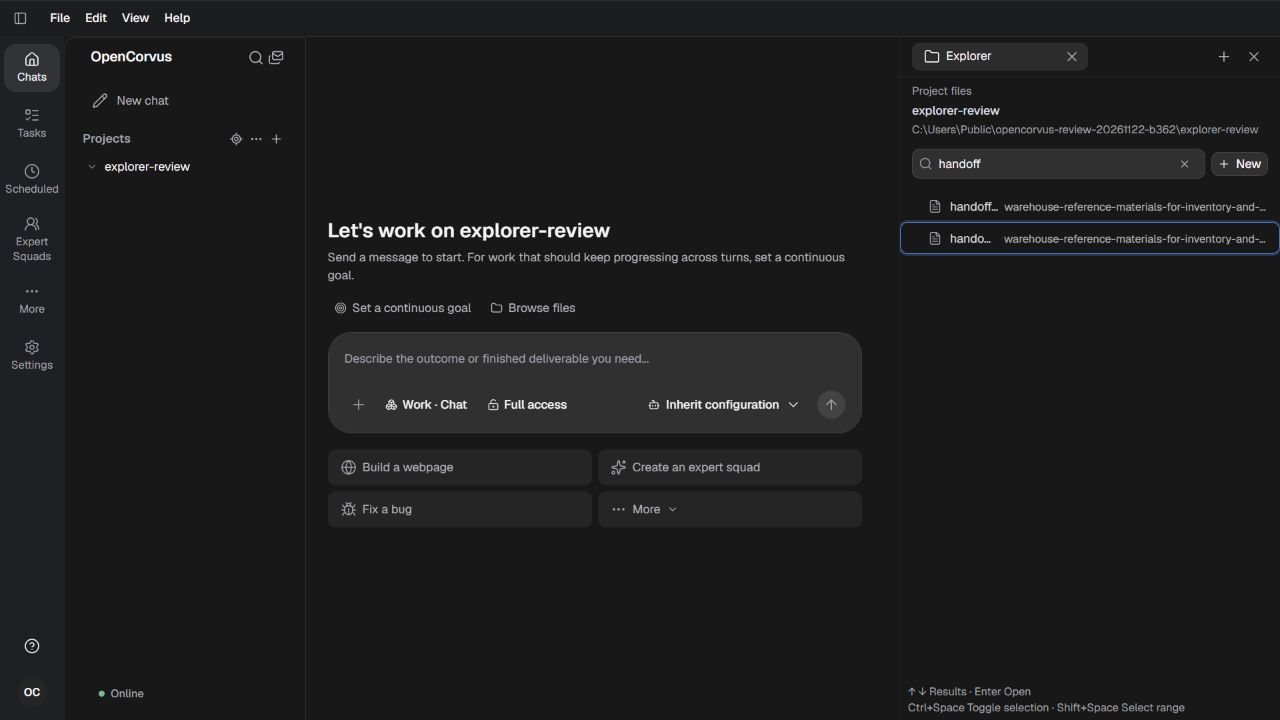 File Edit View Help
Chats
Tasks
Scheduled
Expert
Squads
More
Settings
OC
OpenCorvus
New chat
Projects
explorer-review
Online
Let's work on explorer-review
Send a message to start. For work that should keep progressing across turns, set a continuous
goal.
Set a continuous goal Browse files
Describe the outcome or finished deliverable you need...
Work · Chat Full access Inherit configuration
Build a webpage Create an expert squad
Fix a bug More
Explorer
Project files
explorer-review
C:\Users\Public\opencorvus-review-20261122-b362\explorer-review
handoff New
handoff... warehouse-reference-materials-for-inventory-and-...
hando... warehouse-reference-materials-for-inventory-and-...
↑↓ Results · Enter Open
Ctrl+Space Toggle selection · Shift+Space Select range